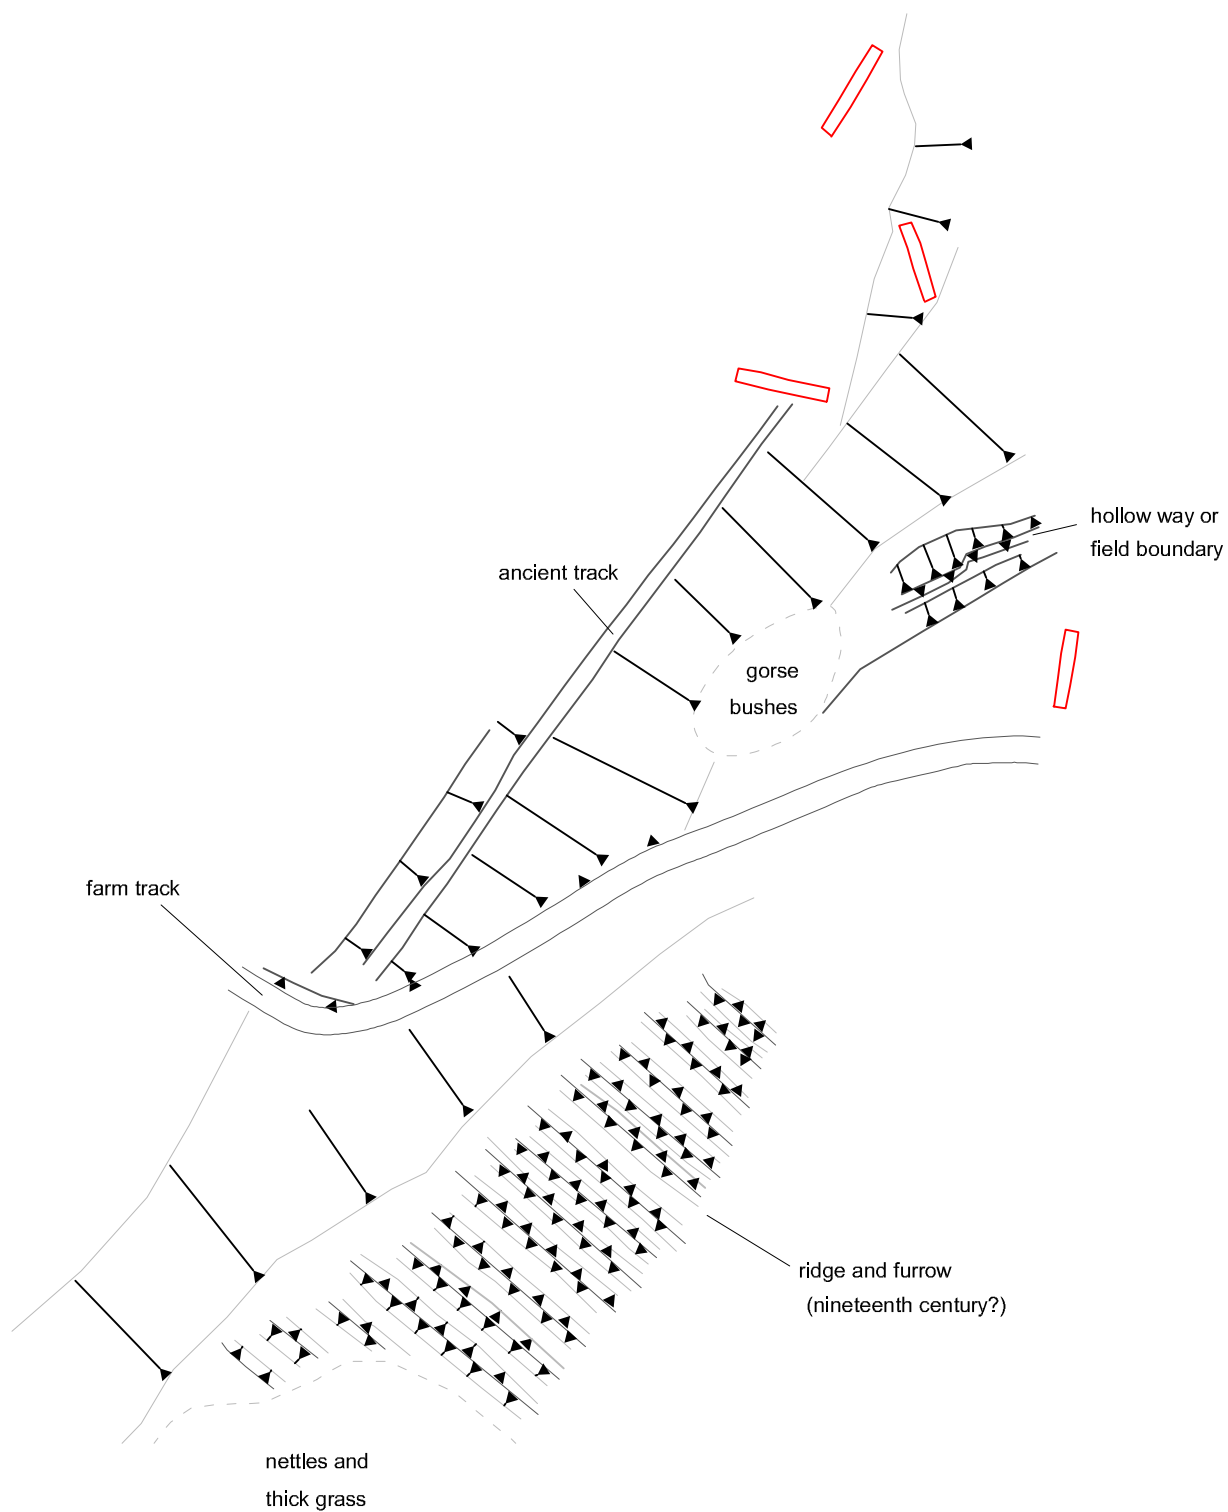 hollow way or
field boundary
ancient track
gorse
bushes
farm track
ridge and furrow
(nineteenth century?)
nettles and
thick grass